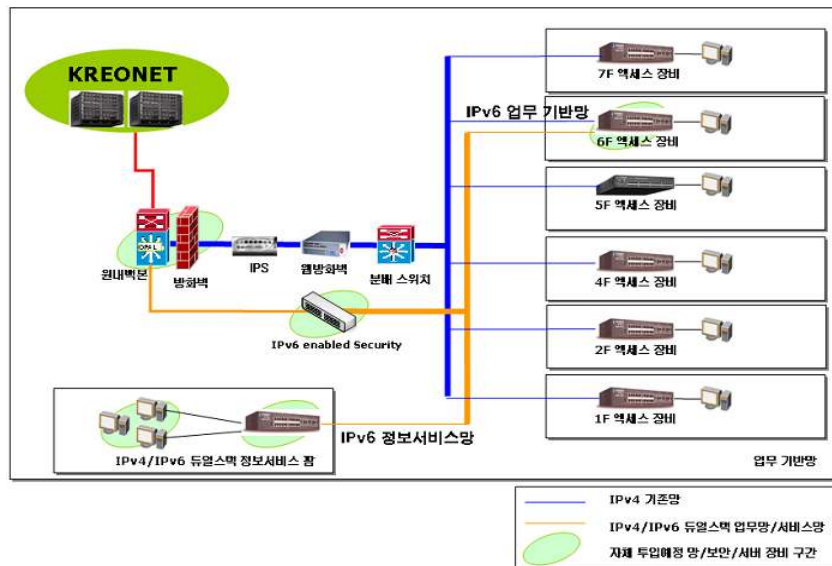 KREONET
7F 액세스 장비
IPv6 업무 기반망
6F 액세스 장비
5F 액세스 장비
원내백본
방화벽
IPS
웹방화벽
분배 스위치
4F 액세스 장비
IPv6 enabled Security
2F 액세스 장비
1F 액세스 장비
IPv6 정보서비스망
IPv4/IPv6 듀얼스택 정보서비스 팜
업무 기반망
IPv4 기존망
IPv4/IPv6 듀얼스택 업무망/서비스망
자체 투입예정 망/보안/서버 장비 구간